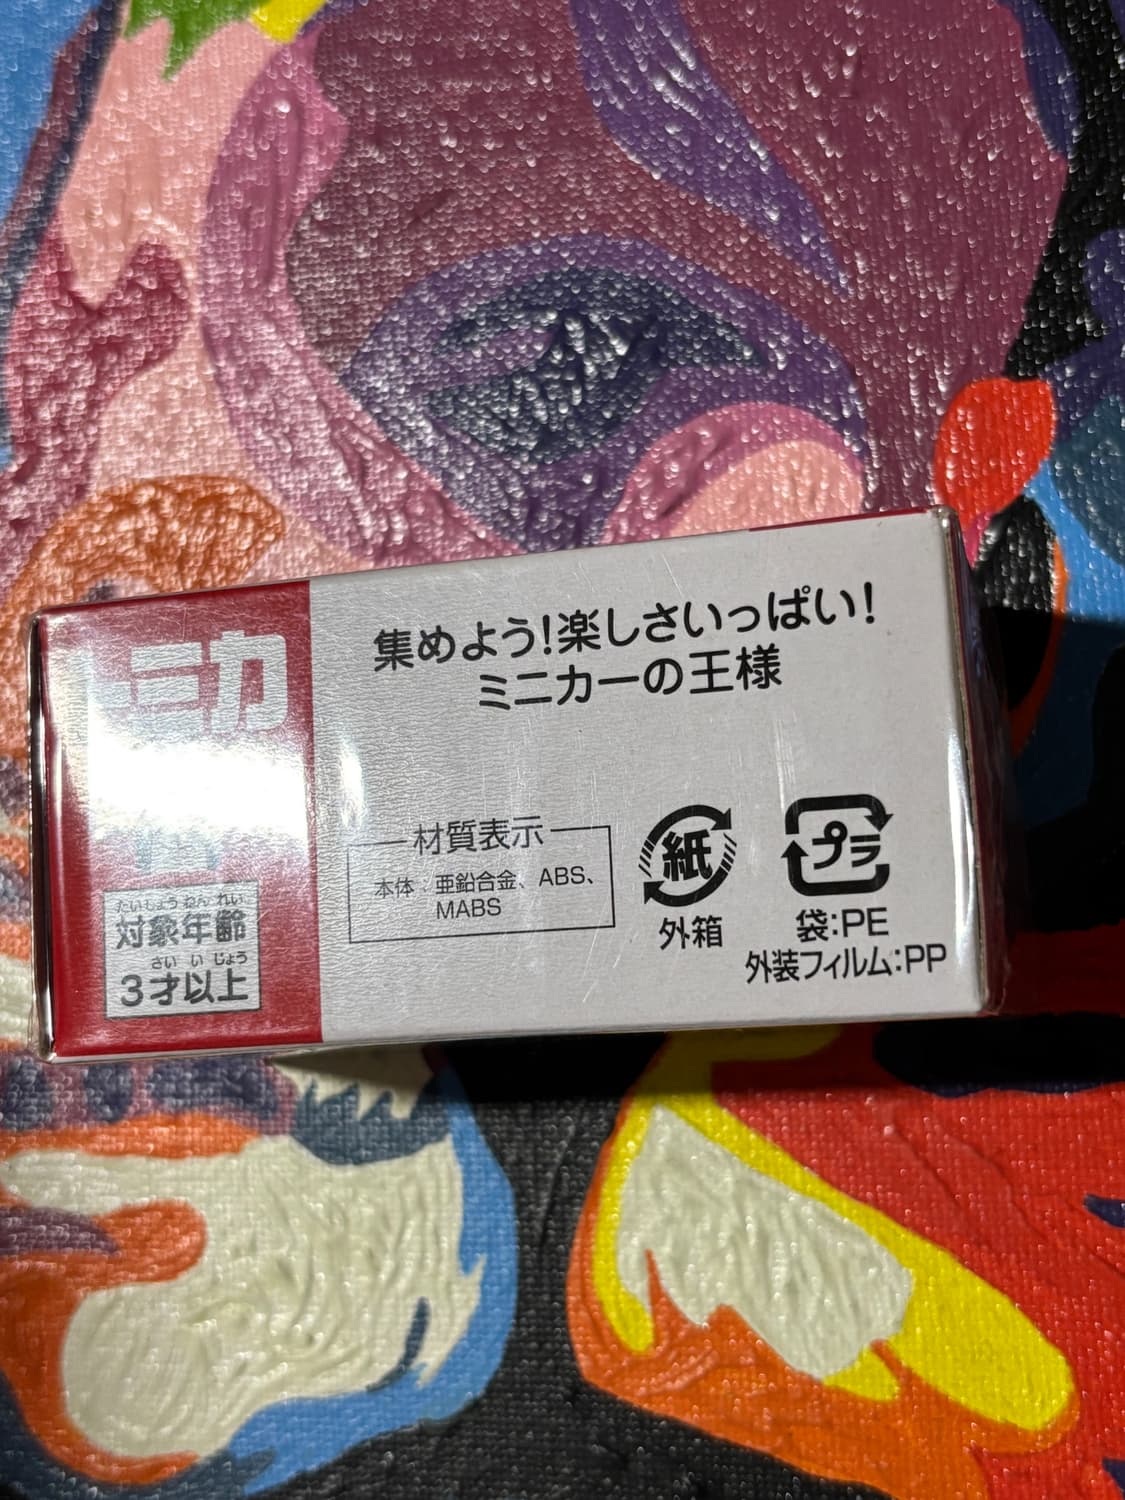 トミカ
集めよう!楽しさいっぱい!
ミニカーの王様
材質表示
本体：亜鉛合金、ABS、
MABS
紙
外箱
プラ
袋:PE
外装フィルム:PP
たいしょう ねん れい
対象年齢
さい い じょう
3才以上